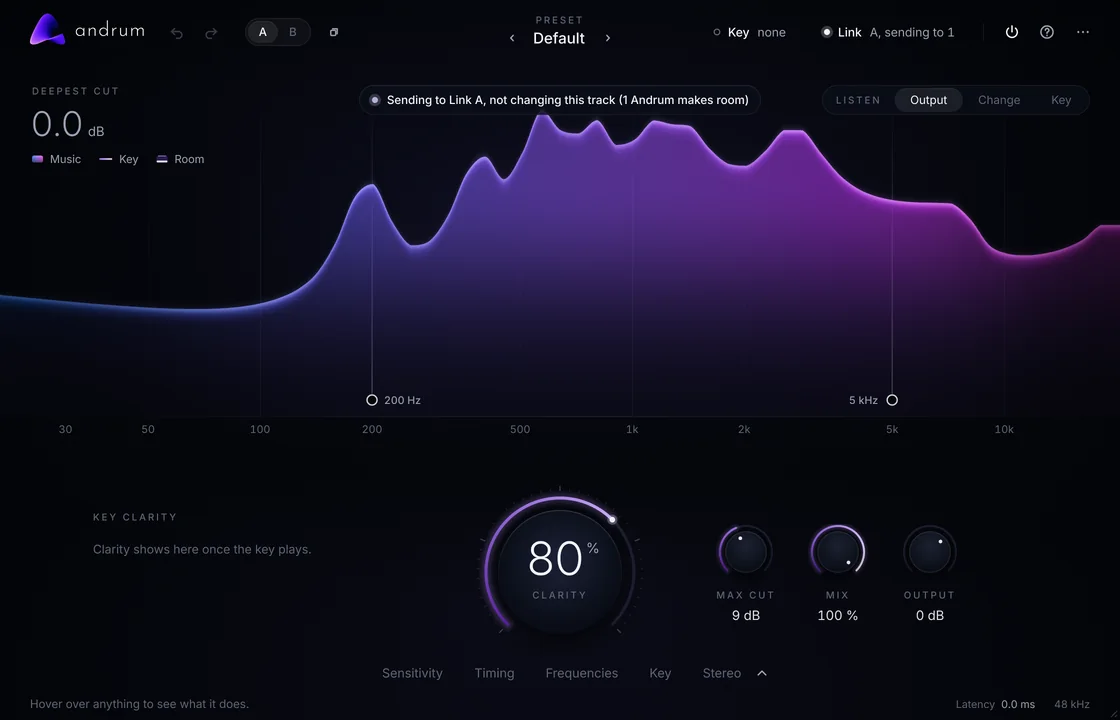 andrum
A B
PRESET
Default
Key none
Link A, sending to 1
DEEPEST CUT
0.0 dB
Music Key Room
Sending to Link A, not changing this track (1 Andrum makes room)
LISTEN Output Change Key
200 Hz
5 kHz
30 50 100 200 500 1k 2k 5k 10k
KEY CLARITY
Clarity shows here once the key plays.
80 %
CLARITY
MAX CUT MIX OUTPUT
9 dB 100 % 0 dB
Sensitivity Timing Frequencies Key Stereo
Hover over anything to see what it does.
Latency 0.0 ms 48 kHz